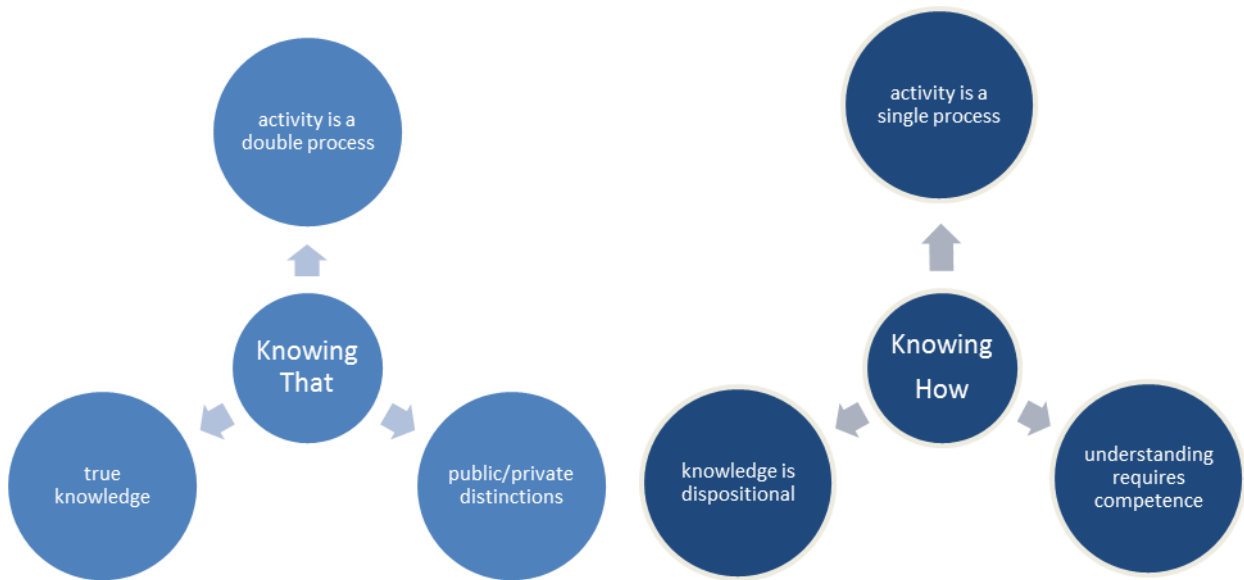 activity is a
double process
Knowing
That
true
knowledge
public/private
distinctions
activity is a
single process
Knowing
How
knowledge is
dispositional
understanding
requires
competence